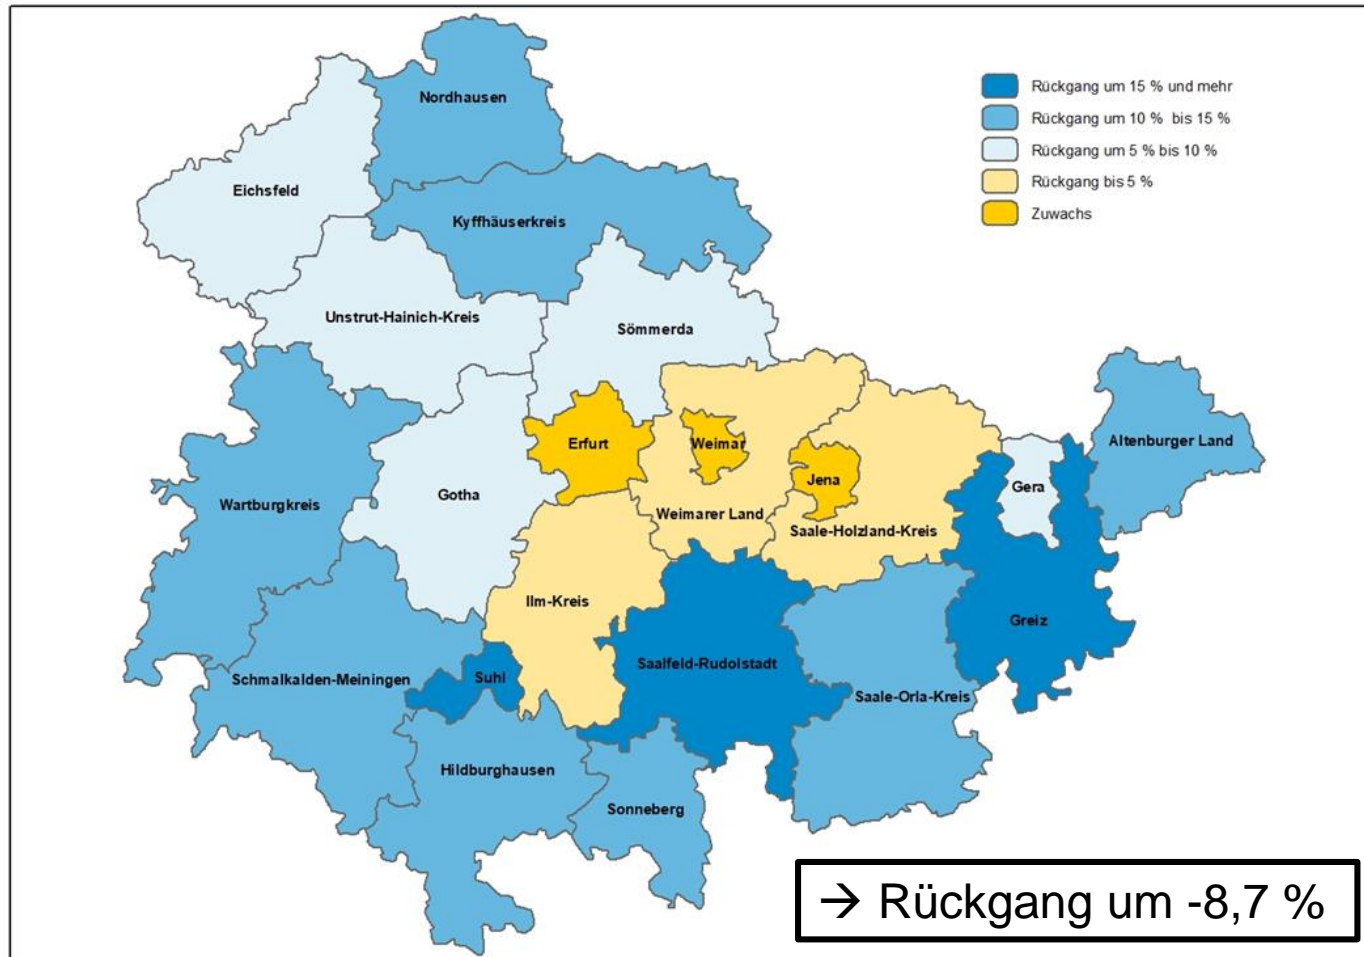 Rückgang um 15 % und mehr
Rückgang um 10 % bis 15 %
Rückgang um 5 % bis 10 %
Rückgang bis 5 %
Zuwachs
Nordhausen
Eichsfeld
Kyffhäuserkreis
Unstrut-Hainich-Kreis
Sömmerda
Erfurt
Weimar
Altenburger Land
Jena
Gera
Gotha
Wartburgkreis
Weimarer Land
Saale-Holzland-Kreis
Ilm-Kreis
Greiz
Saalfeld-Rudolstadt
Suhl
Schmalkalden-Meiningen
Saale-Orla-Kreis
Hildburghausen
Sonneberg
→ Rückgang um -8,7 %